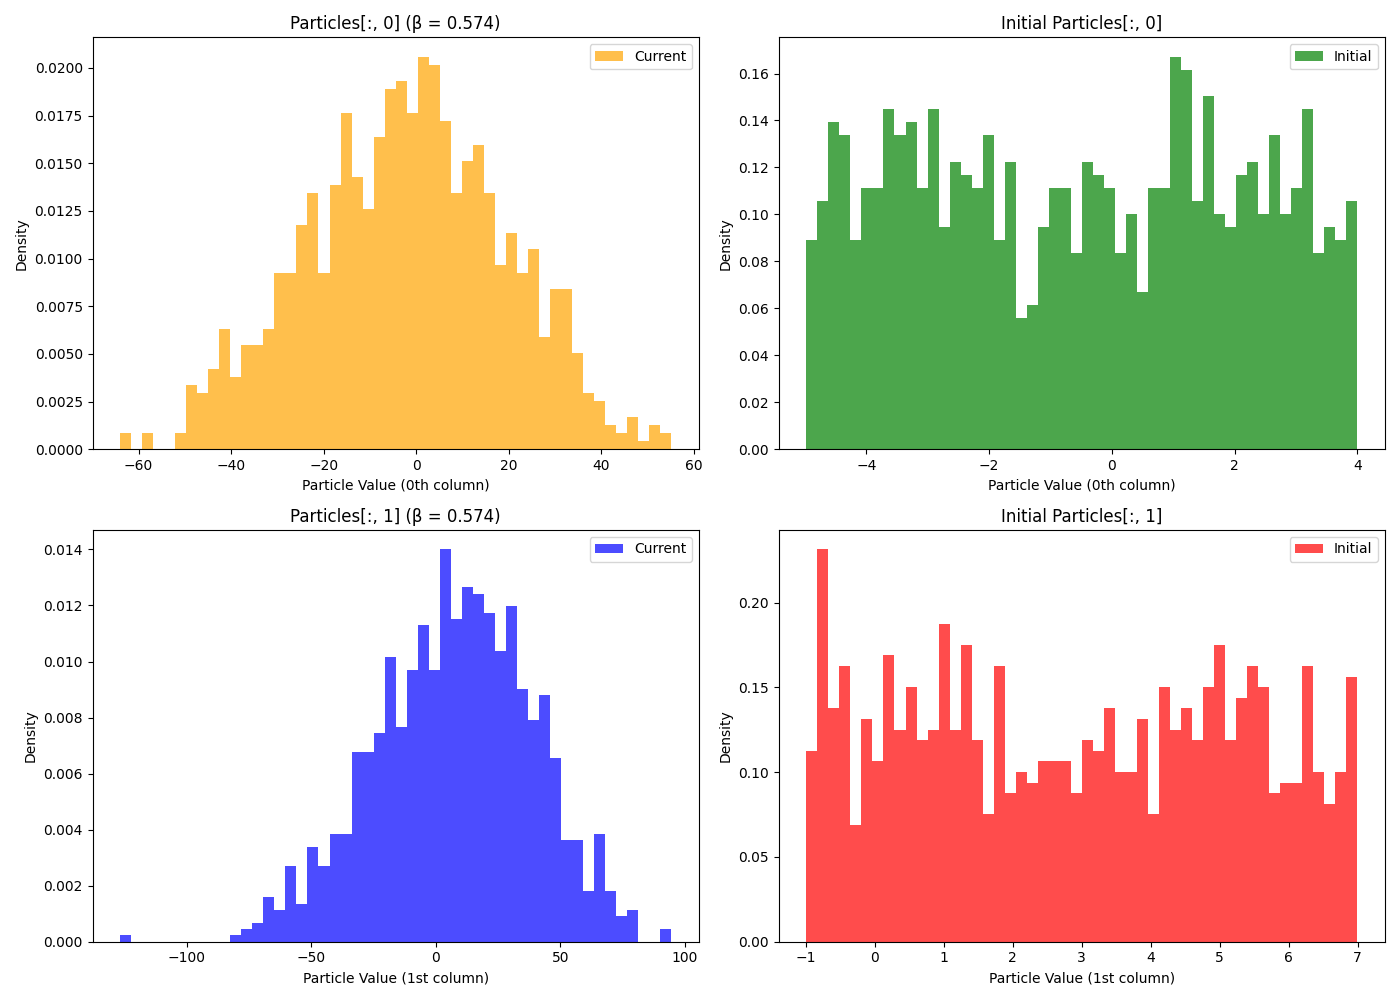 Particles[:, 0] (β = 0.574)
Current
Density
0.0200
0.0175
0.0150
0.0125
0.0100
0.0075
0.0050
0.0025
0.0000
−60 −40 −20 0 20 40 60
Particle Value (0th column)
Initial Particles[:, 0]
Initial
Density
0.16
0.14
0.12
0.10
0.08
0.06
0.04
0.02
0.00
−4 −2 0 2 4
Particle Value (0th column)
Particles[:, 1] (β = 0.574)
Current
Density
0.014
0.012
0.010
0.008
0.006
0.004
0.002
0.000
−100 −50 0 50 100
Particle Value (1st column)
Initial Particles[:, 1]
Initial
Density
0.20
0.15
0.10
0.05
0.00
−1 0 1 2 3 4 5 6 7
Particle Value (1st column)